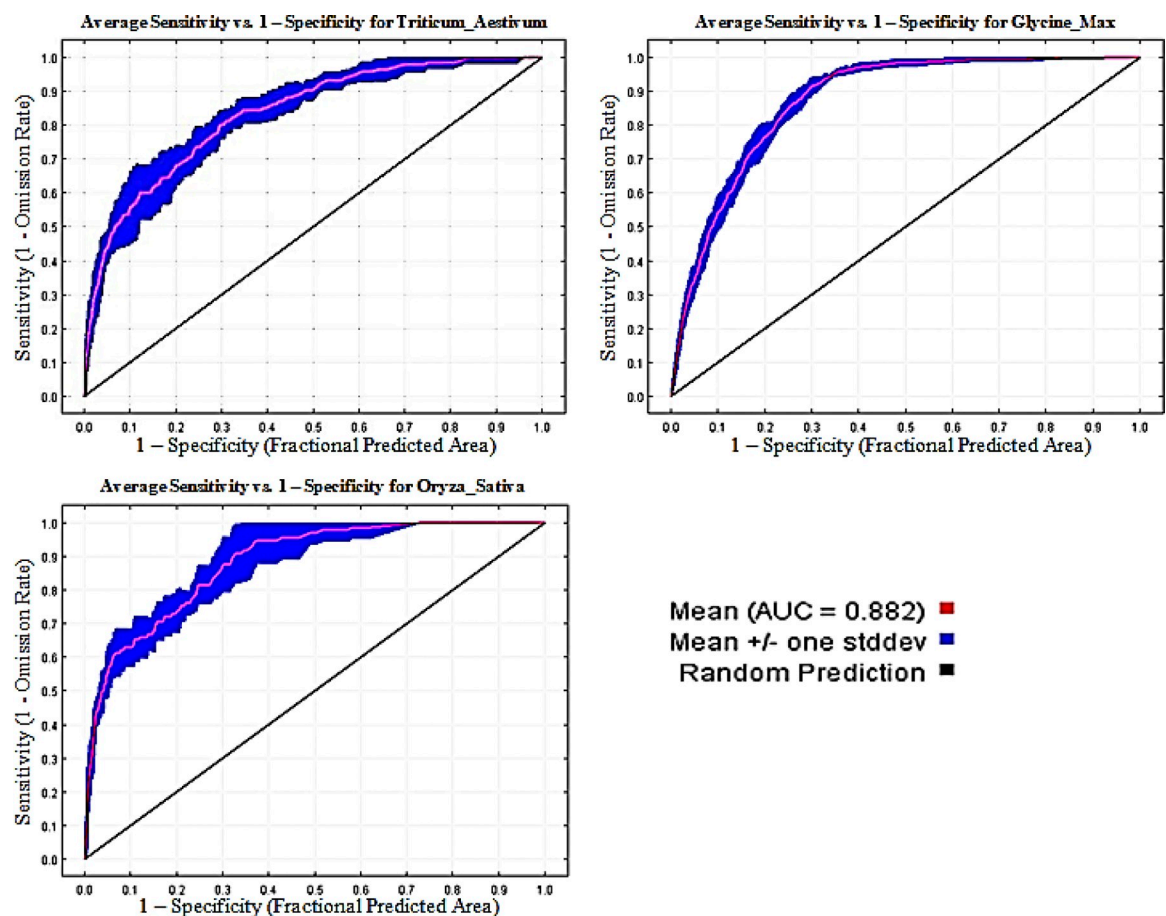 Average Sensitivity vs. 1 – Specificity for Triticum_Aestivum
Sensitivity (1 - Omission Rate)
1.0
0.9
0.8
0.7
0.6
0.5
0.4
0.3
0.2
0.1
0.0
0.0 0.1 0.2 0.3 0.4 0.5 0.6 0.7 0.8 0.9 1.0
1 – Specificity (Fractional Predicted Area)
Average Sensitivity vs. 1 – Specificity for Glycine_Max
Sensitivity (1 - Omission Rate)
1.0
0.9
0.8
0.7
0.6
0.5
0.4
0.3
0.2
0.1
0.0
0.0 0.1 0.2 0.3 0.4 0.5 0.6 0.7 0.8 0.9 1.0
1 – Specificity (Fractional Predicted Area)
Average Sensitivity vs. 1 – Specificity for Oryza_Sativa
Sensitivity (1 - Omission Rate)
1.0
0.9
0.8
0.7
0.6
0.5
0.4
0.3
0.2
0.1
0.0
0.0 0.1 0.2 0.3 0.4 0.5 0.6 0.7 0.8 0.9 1.0
1 – Specificity (Fractional Predicted Area)
Mean (AUC = 0.882)
Mean +/- one stddev
Random Prediction